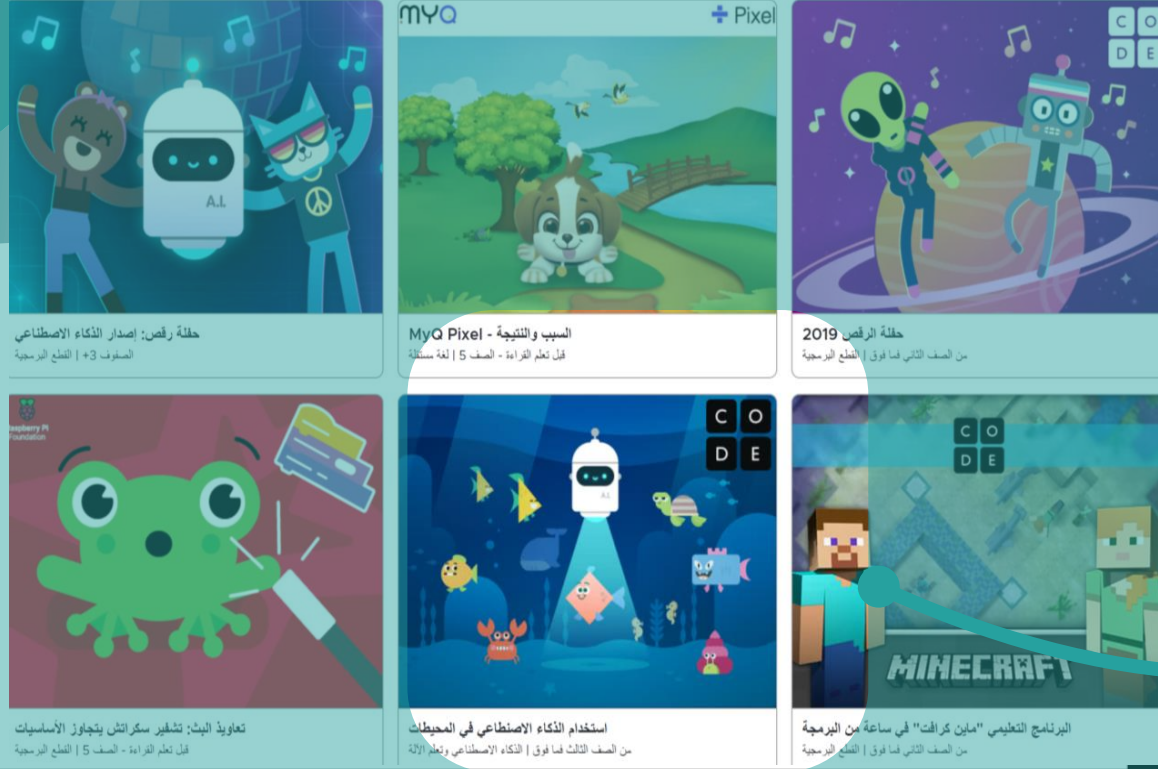 A.I.
حفلة رقص: إصدار الذكاء الاصطناعي
الصفوف 3+ | القطع البرمجية
MYQ
Pixel
السبب والنتيجة - MyQ Pixel
قبل تعلم القراءة - الصف 5 | لغة مستقلة
CO
DE
حفلة الرقص 2019
من الصف الثاني فما فوق | القطع البرمجية
Raspberry Pi
Foundation
تعاويذ البث: تشفير سكراتش يتجاوز الأساسيات
قبل تعلم القراءة - الصف 5 | القطع البرمجية
CO
DE
A.I.
استخدام الذكاء الاصنطاعي في المحيطات
من الصف الثالث فما فوق | الذكاء الاصطناعي وتعلم الآلة
CO
DE
MINECRAFT
البرنامج التعليمي "ماين كرافت" في ساعة من البرمجة
من الصف الثاني فما فوق | القطع البرمجية